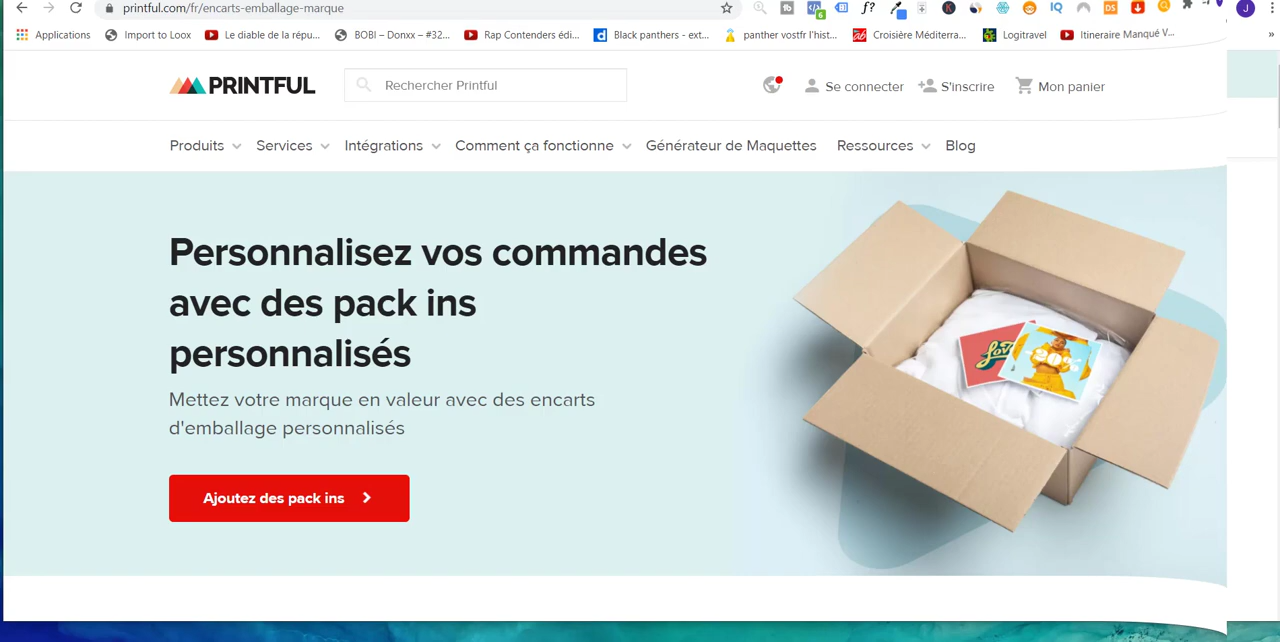 printful.com/fr/encarts-emballage-marque
6
J
Applications
Import to Loox
Le diable de la répu...
BOBI – Donxx – #32...
Rap Contenders édi...
Black panthers - ext...
panther vostfr l'hist...
Croisière Méditerra...
Logitravel
Itineraire Manqué V...
»
PRINTFUL
Rechercher Printful
Se connecter
S'inscrire
Mon panier
Produits
Services
Intégrations
Comment ça fonctionne
Générateur de Maquettes
Ressources
Blog
Personnalisez vos commandes
avec des pack ins
personnalisés
Mettez votre marque en valeur avec des encarts
d'emballage personnalisés
Ajoutez des pack ins
-20%